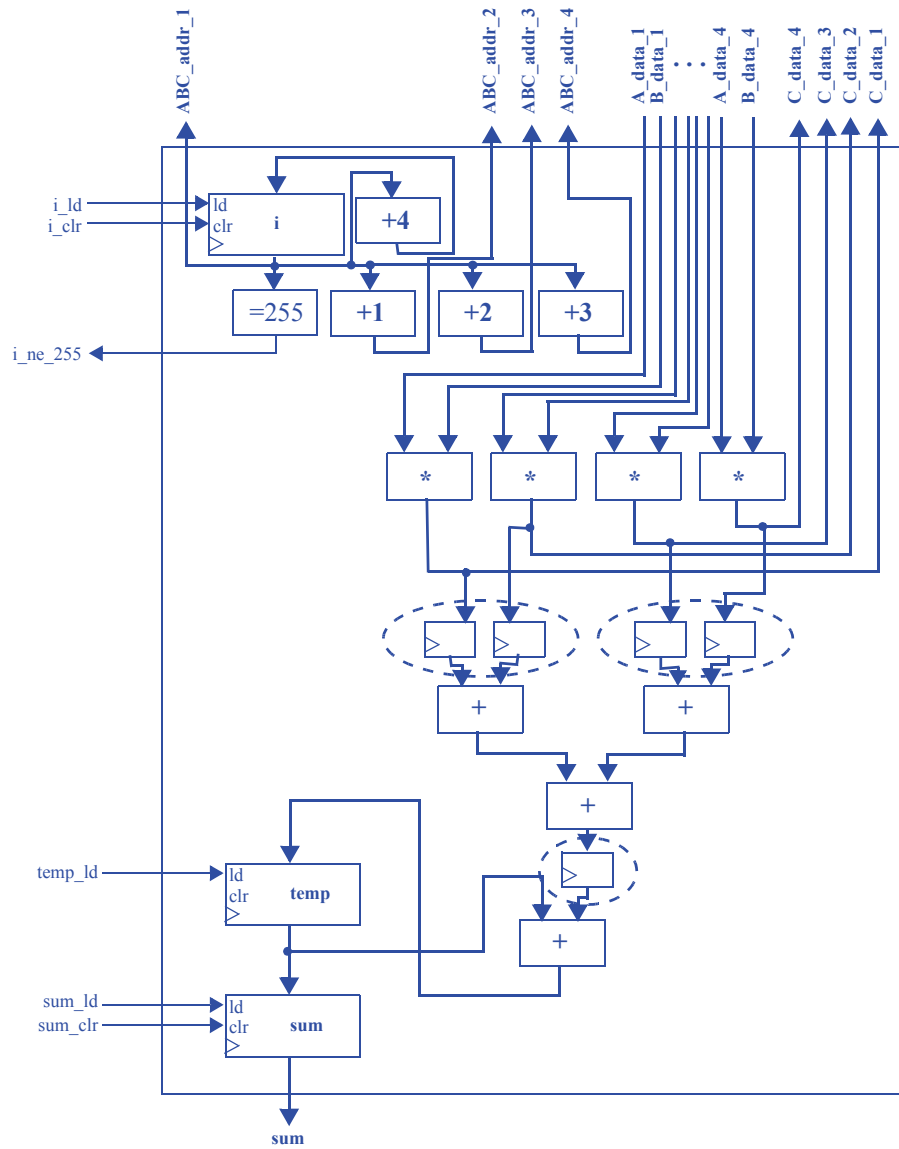 ABC_addr_1
ABC_addr_2
ABC_addr_3
ABC_addr_4
A_data_1
B_data_1
. . .
A_data_4
B_data_4
C_data_4
C_data_3
C_data_2
C_data_1
i_ld
i_clr
ld
clr
i
+4
=255
+1
+2
+3
i_ne_255
*
*
*
*
+
+
+
temp_ld
ld
clr
temp
+
sum_ld
sum_clr
ld
clr
sum
sum